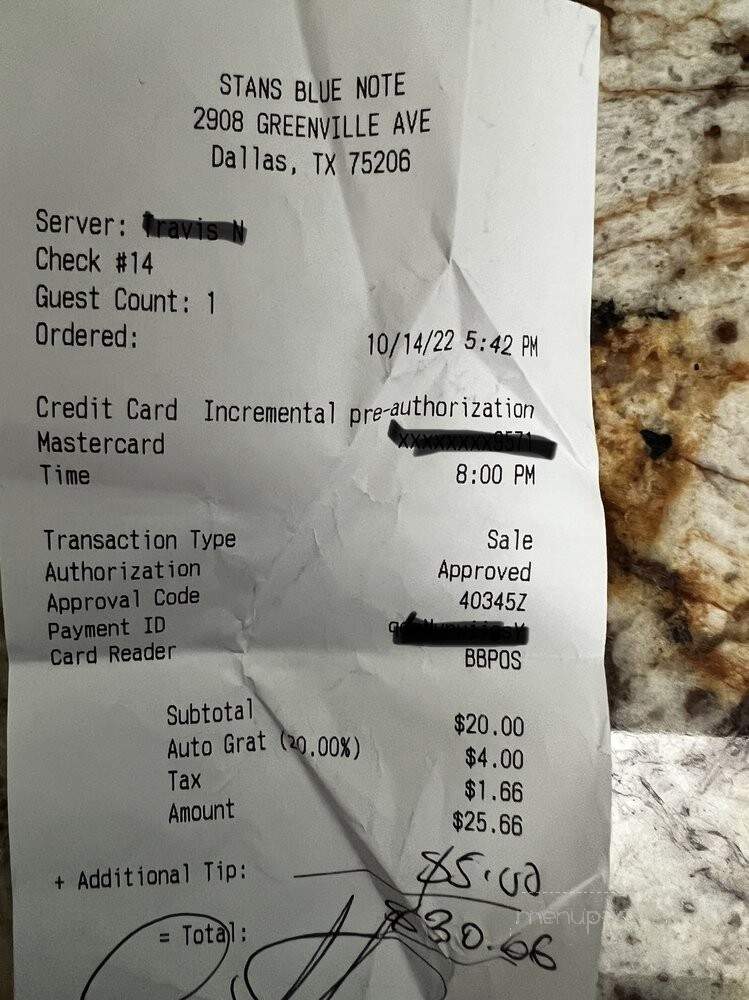 STANS BLUE NOTE
2908 GREENVILLE AVE
Dallas, TX 75206
Server:
Check #14
Guest Count: 1
Ordered: 10/14/22 5:42 PM
Credit Card Incremental pre-authorization
Mastercard
Time 8:00 PM
Transaction Type Sale
Authorization Approved
Approval Code 40345Z
Payment ID
Card Reader BBPOS
Subtotal $20.00
Auto Grat (20.00%) $4.00
Tax $1.66
Amount $25.66
+ Additional Tip: $5.00
= Total: $30.66